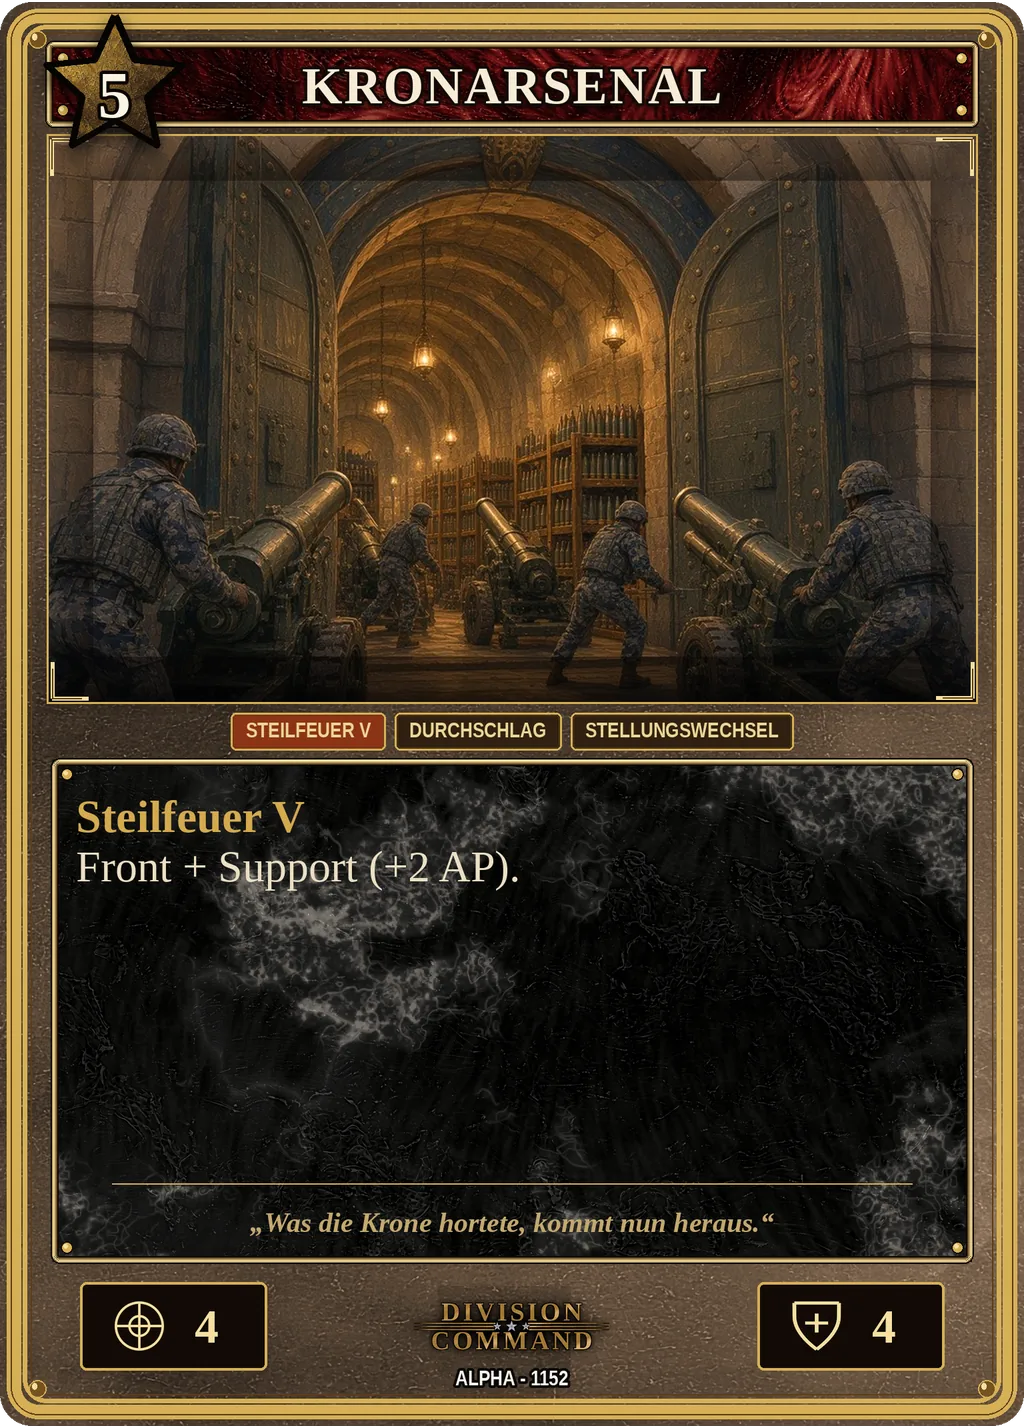 5
KRONARSENAL
STEILFEUER V
DURCHSCHLAG
STELLUNGSWECHSEL
Steilfeuer V
Front + Support (+2 AP).
„Was die Krone hortete, kommt nun heraus.“
4
DIVISION
COMMAND
ALPHA - 1152
4